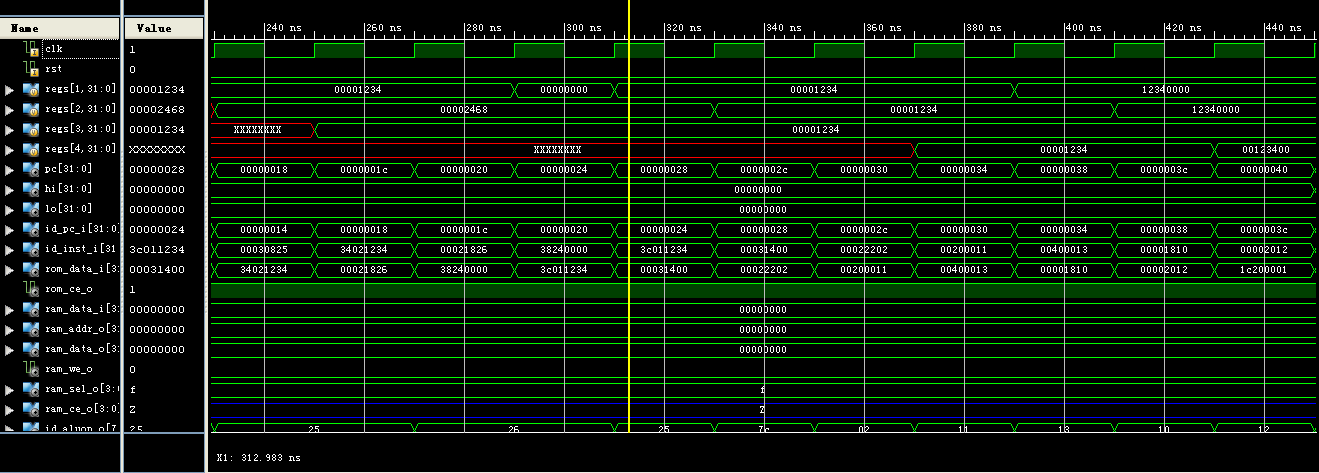 Name Value 240 ns 260 ns 280 ns 300 ns 320 ns 340 ns 360 ns 380 ns 400 ns 420 ns 440 ns
clk 1
rst 0
regs[1,31:0] 00001234 00001234 00000000 00001234 12340000
regs[2,31:0] 00002468 00002468 00001234 12340000
regs[3,31:0] 00001234 XXXXXXXX 00001234
regs[4,31:0] XXXXXXXX XXXXXXXX 00001234 00123400
pc[31:0] 00000028 00000018 0000001c 00000020 00000024 00000028 0000002c 00000030 00000034 00000038 0000003c 00000040
hi[31:0] 00000000 00000000
lo[31:0] 00000000 00000000
id_pc_i[31:0] 00000024 00000014 00000018 0000001c 00000020 00000024 00000028 0000002c 00000030 00000034 00000038 0000003c
id_inst_i[31 3c011234 00030825 34021234 00021826 38240000 3c011234 00031400 00022202 00200011 00400013 00001810 00002012
rom_data_i[3 00031400 34021234 00021826 38240000 3c011234 00031400 00022202 00200011 00400013 00001810 00002012 1c200001
rom_ce_o 1
ram_data_i[3 00000000 00000000
ram_addr_o[3 00000000 00000000
ram_data_o[3 00000000 00000000
ram_we_o 0
ram_sel_o[3: f f
ram_ce_o[3:0] Z Z
id_aluop_o[7 25 25 26 25 7c 02 11 13 10 12
X1: 312.983 ns